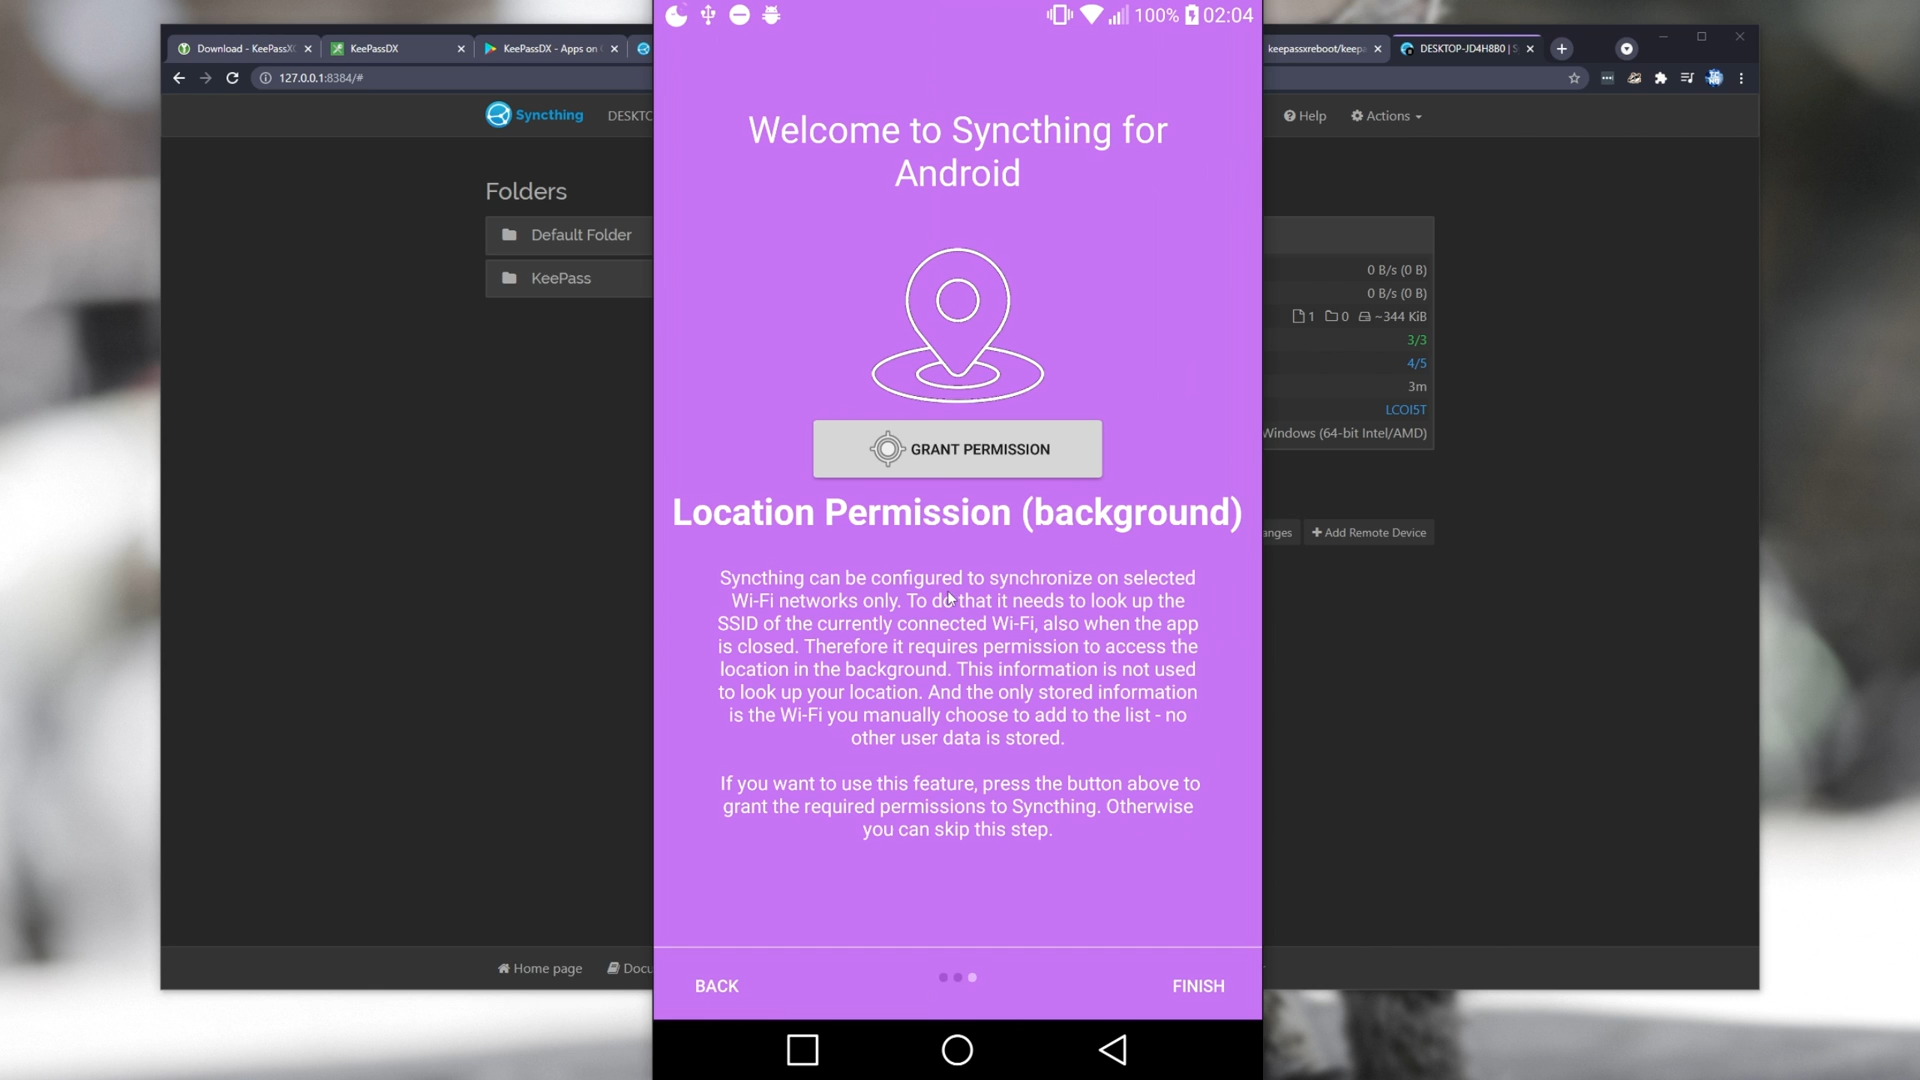 100% 02:04
Download - KeePassX
KeePassDX
KeePassDX - Apps on
keepassxreboot/keepa
DESKTOP-JD4H8B0 | S
127.0.0.1:8384/#
Syncthing
DESKTC
Help
Actions
Welcome to Syncthing for
Android
Folders
Default Folder
KeePass
0 B/s (0 B)
0 B/s (0 B)
1 0 ~344 KiB
3/3
4/5
3m
LCOI5T
Windows (64-bit Intel/AMD)
GRANT PERMISSION
Location Permission (background)
anges
Add Remote Device
Syncthing can be configured to synchronize on selected
Wi-Fi networks only. To do that it needs to look up the
SSID of the currently connected Wi-Fi, also when the app
is closed. Therefore it requires permission to access the
location in the background. This information is not used
to look up your location. And the only stored information
is the Wi-Fi you manually choose to add to the list - no
other user data is stored.
If you want to use this feature, press the button above to
grant the required permissions to Syncthing. Otherwise
you can skip this step.
Home page
Docu
BACK
FINISH